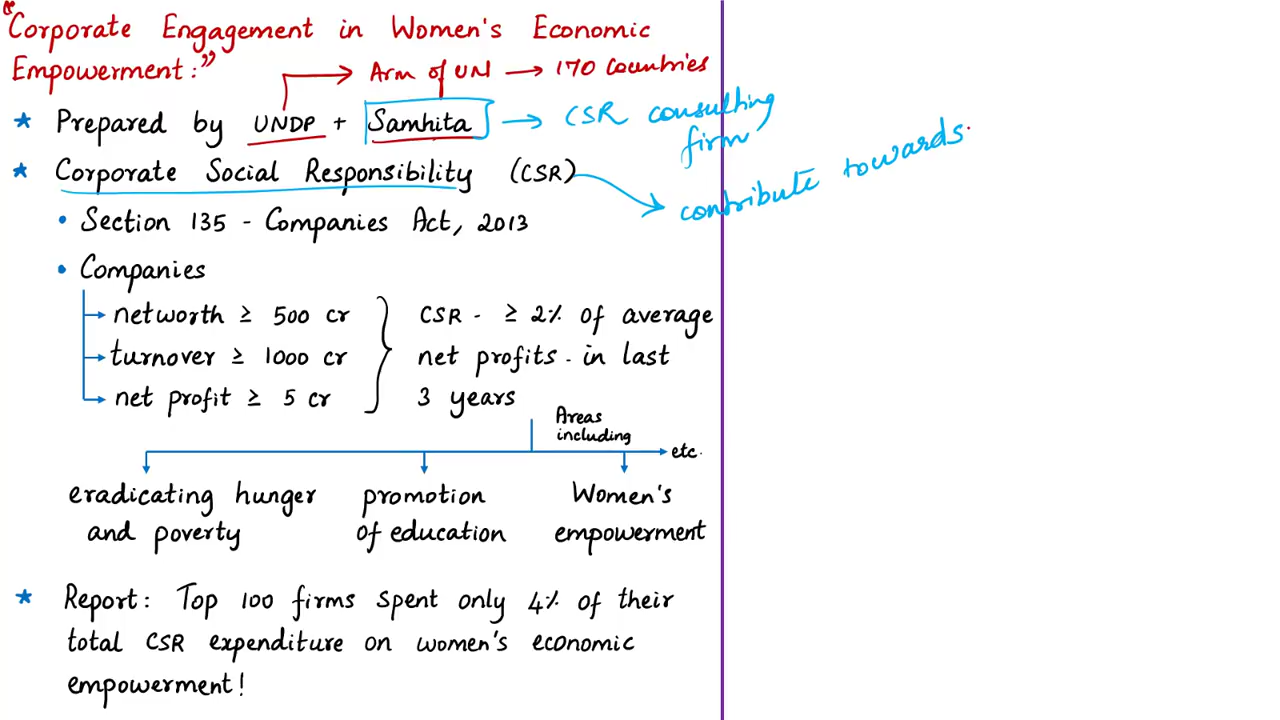 "Corporate Engagement in Women's Economic
Empowerment:"
Arm of UN → 170 Countries
* Prepared by UNDP + Samhita → CSR consulting
firm
* Corporate Social Responsibility (CSR)
contribute towards
• Section 135 - Companies Act, 2013
• Companies
→ networth ≥ 500 cr
→ turnover ≥ 1000 cr
→ net profit ≥ 5 cr
CSR - ≥ 2% of average
net profits - in last
3 years
Areas
including
etc.
eradicating hunger
and poverty
promotion
of education
Women's
empowerment
* Report: Top 100 firms spent only 4% of their
total CSR expenditure on women's economic
empowerment!